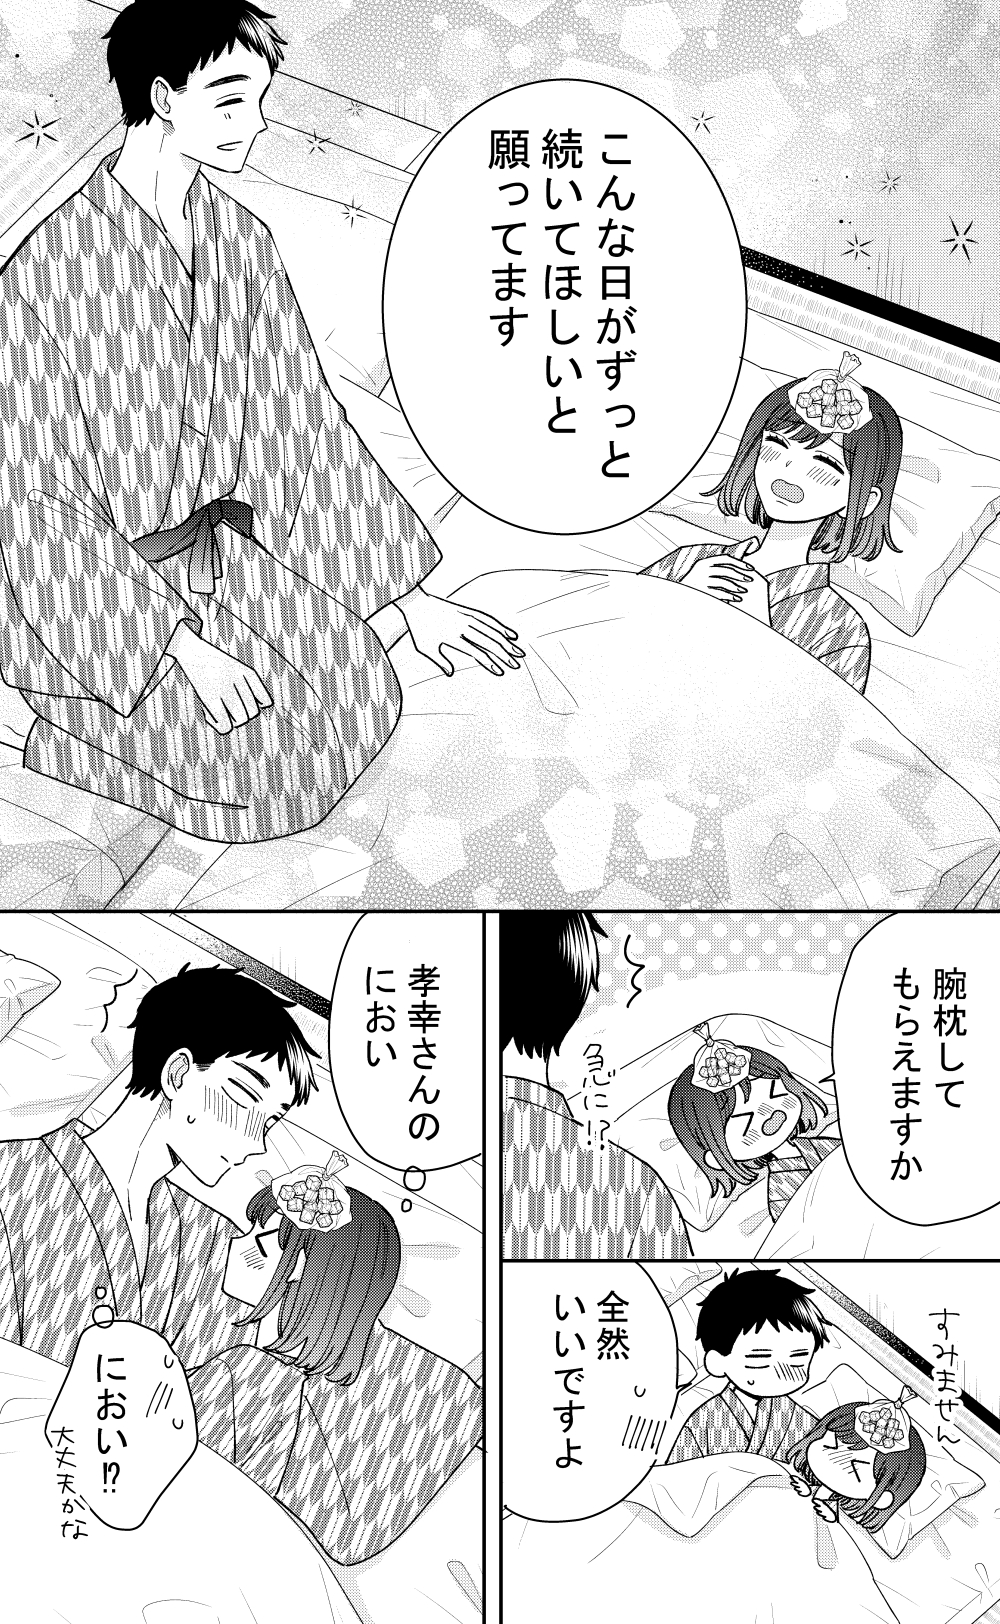 こんな日がずっと
続いてほしいと
願ってます
腕枕して
もらえますか
急に!?
すみません
全然
いいですよ
孝幸さんの
におい
におい!?
大丈夫かな